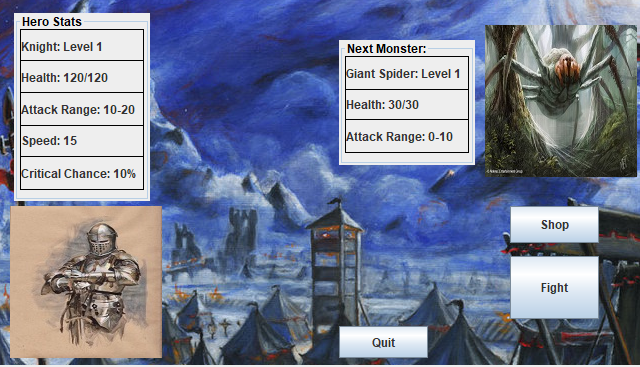 Hero Stats
Knight: Level 1
Health: 120/120
Attack Range: 10-20
Speed: 15
Critical Chance: 10%
Next Monster:
Giant Spider: Level 1
Health: 30/30
Attack Range: 0-10
Shop
Fight
Quit